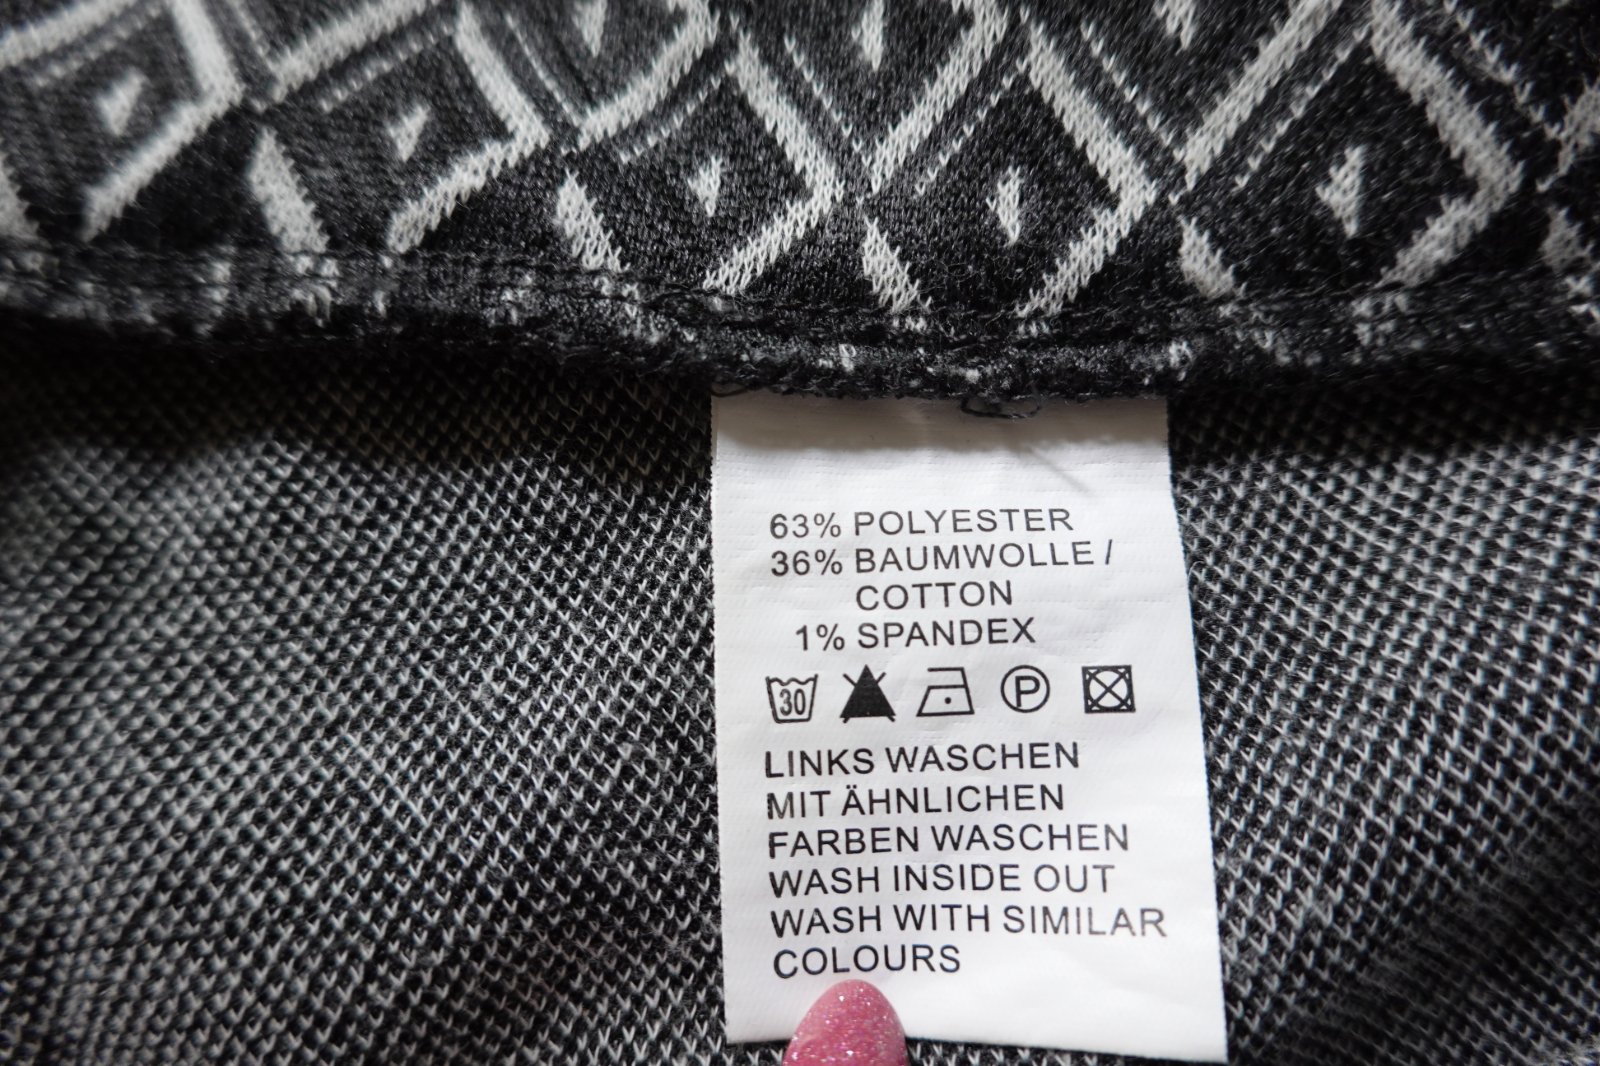 63% POLYESTER
36% BAUMWOLLE /
COTTON
1% SPANDEX
30 P
LINKS WASCHEN
MIT ÄHNLICHEN
FARBEN WASCHEN
WASH INSIDE OUT
WASH WITH SIMILAR
COLOURS